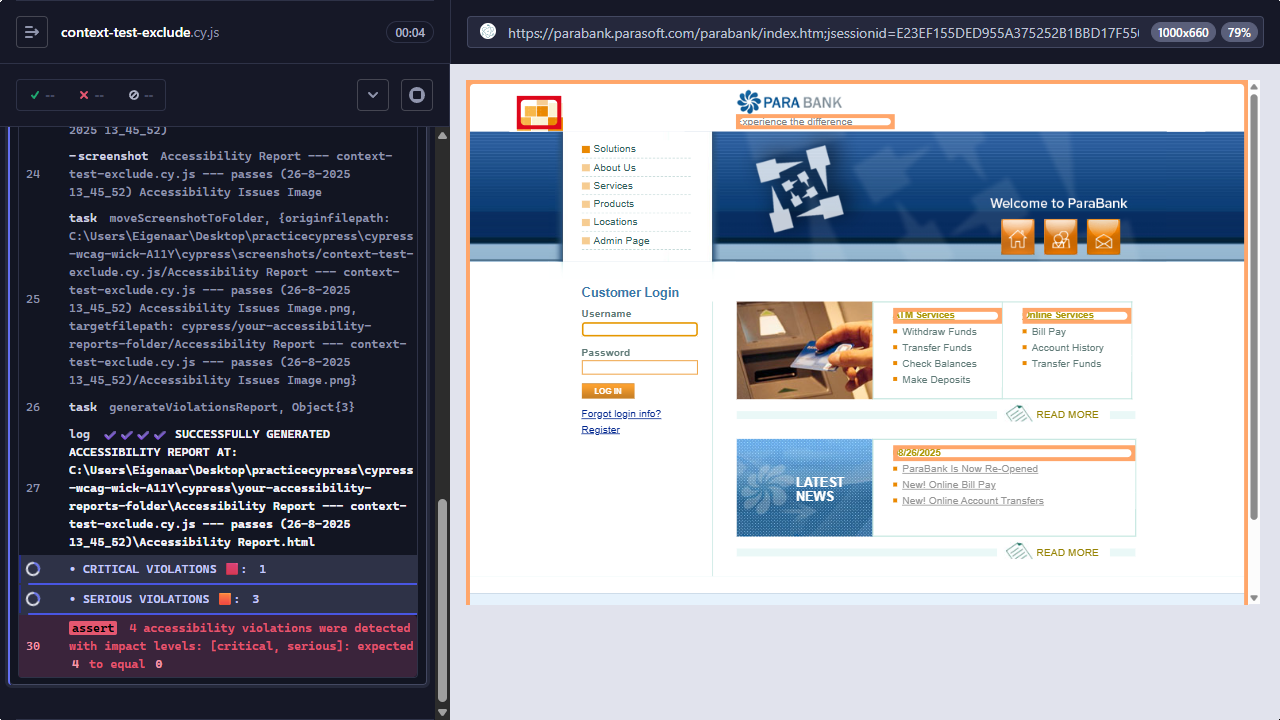 context-test-exclude.cy.js
00:04
--
--
--
2025 13_45_52)
24
-screenshot Accessibility Report --- context-
test-exclude.cy.js --- passes (26-8-2025
13_45_52) Accessibility Issues Image
25
task moveScreenshotToFolder, {originfilepath:
C:\Users\Eigenaar\Desktop\practicecypress\cypress
-wcag-wick-A11Y\cypress\screenshots/context-test-
exclude.cy.js/Accessibility Report --- context-
test-exclude.cy.js --- passes (26-8-2025
13_45_52) Accessibility Issues Image.png,
targetfilepath: cypress/your-accessibility-
reports-folder/Accessibility Report --- context-
test-exclude.cy.js --- passes (26-8-2025
13_45_52)/Accessibility Issues Image.png}
26
task generateViolationsReport, Object{3}
27
log ✔✔✔✔ SUCCESSFULLY GENERATED
ACCESSIBILITY REPORT AT:
C:\Users\Eigenaar\Desktop\practicecypress\cypress
-wcag-wick-A11Y\cypress\your-accessibility-
reports-folder\Accessibility Report --- context-
test-exclude.cy.js --- passes (26-8-2025
13_45_52)\Accessibility Report.html
• CRITICAL VIOLATIONS 🟥: 1
• SERIOUS VIOLATIONS 🟧: 3
30
assert 4 accessibility violations were detected
with impact levels: [critical, serious]: expected
4 to equal 0
https://parabank.parasoft.com/parabank/index.htm;jsessionid=E23EF155DED955A375252B1BBD17F55
1000x660
79%
PARA BANK
Experience the difference
Solutions
About Us
Services
Products
Locations
Admin Page
Welcome to ParaBank
Customer Login
Username
Password
LOG IN
Forgot login info?
Register
ATM Services
Withdraw Funds
Transfer Funds
Check Balances
Make Deposits
Online Services
Bill Pay
Account History
Transfer Funds
READ MORE
LATEST
NEWS
8/26/2025
ParaBank Is Now Re-Opened
New! Online Bill Pay
New! Online Account Transfers
READ MORE